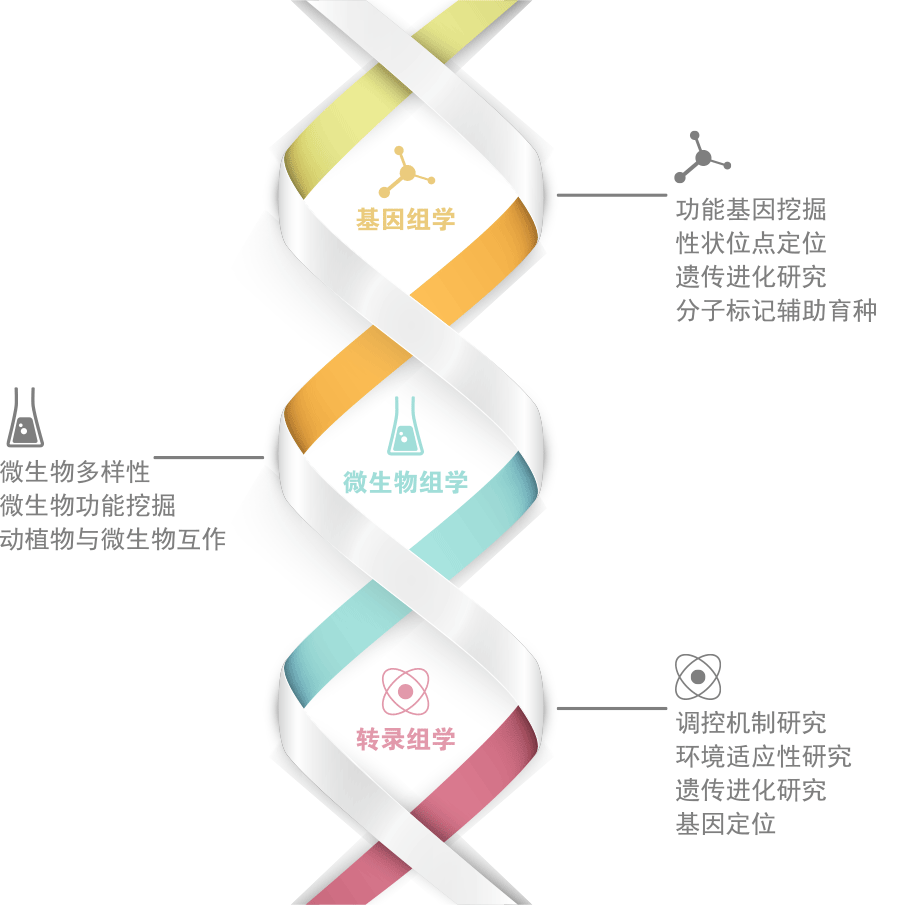 基因组学
功能基因挖掘
性状位点定位
遗传进化研究
分子标记辅助育种
微生物组学
微生物多样性
微生物功能挖掘
动植物与微生物互作
转录组学
调控机制研究
环境适应性研究
遗传进化研究
基因定位